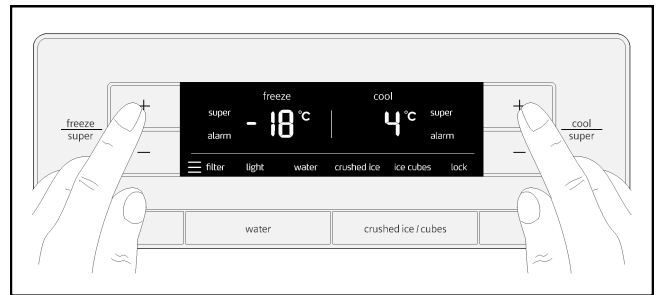 freeze
super
+
−
freeze cool
super -18 °C 4 °C super
alarm alarm
filter light water crushed ice ice cubes lock
+
−
cool
super
water crushed ice / cubes